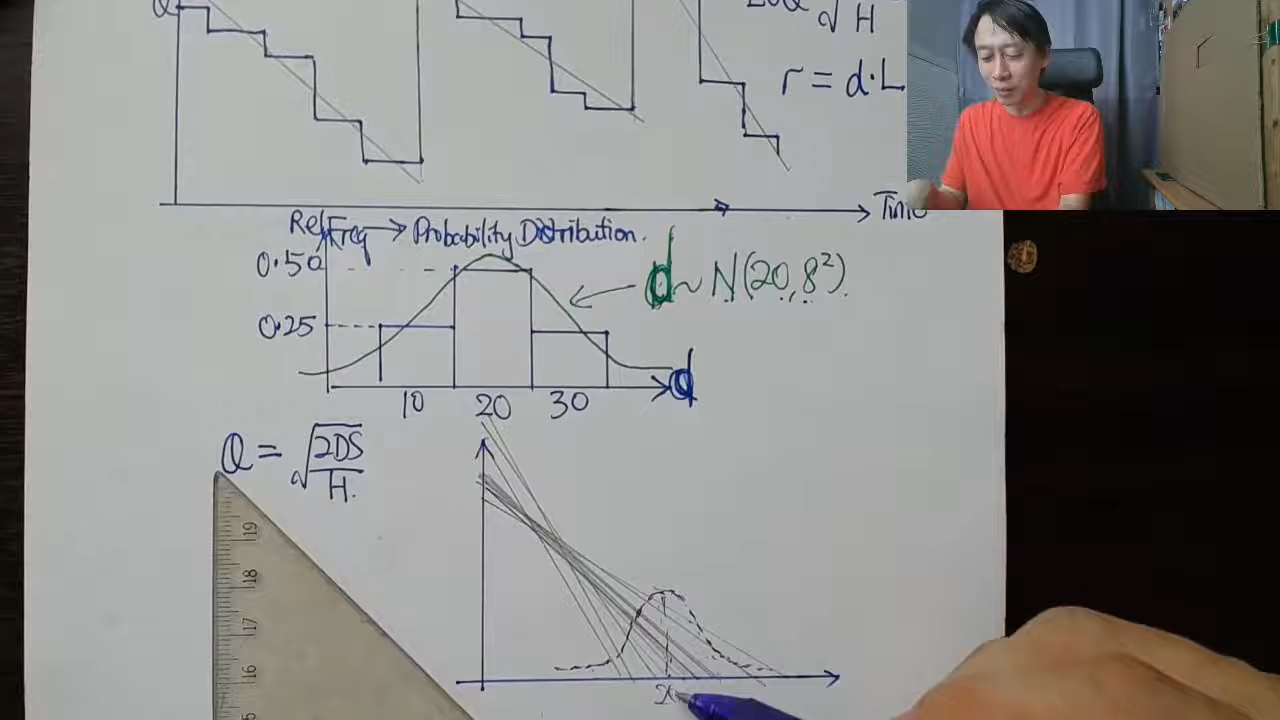 Q
H
r = d·L
Time
Rel Freq → Probability Distribution.
0.50
0.25
d ~ N(20, 8²).
10 20 30
d
Q = √2DS/H.
19
18
17
16
x